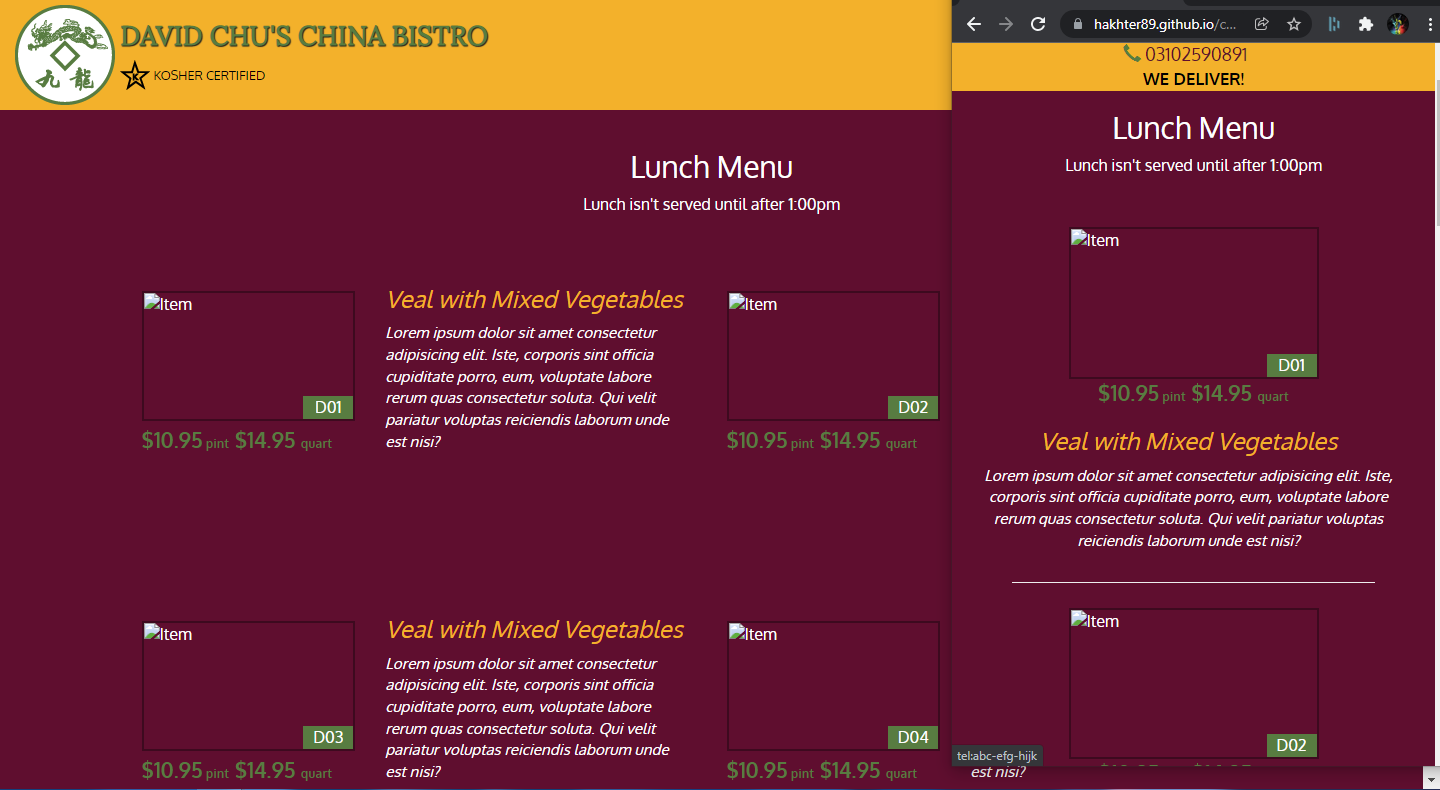 DAVID CHU'S CHINA BISTRO
九 龍
K
KOSHER CERTIFIED
Lunch Menu
Lunch isn't served until after 1:00pm
Item
D01
$10.95 pint $14.95 quart
Veal with Mixed Vegetables
Lorem ipsum dolor sit amet consectetur
adipisicing elit. Iste, corporis sint officia
cupiditate porro, eum, voluptate labore
rerum quas consectetur soluta. Qui velit
pariatur voluptas reiciendis laborum unde
est nisi?
Item
D02
$10.95 pint $14.95 quart
Item
D03
$10.95 pint $14.95 quart
Veal with Mixed Vegetables
Lorem ipsum dolor sit amet consectetur
adipisicing elit. Iste, corporis sint officia
cupiditate porro, eum, voluptate labore
rerum quas consectetur soluta. Qui velit
pariatur voluptas reiciendis laborum unde
est nisi?
Item
D04
$10.95 pint $14.95 quart
est nisi?
hakhter89.github.io/c...
03102590891
WE DELIVER!
Lunch Menu
Lunch isn't served until after 1:00pm
Item
D01
$10.95 pint $14.95 quart
Veal with Mixed Vegetables
Lorem ipsum dolor sit amet consectetur adipisicing elit. Iste,
corporis sint officia cupiditate porro, eum, voluptate labore
rerum quas consectetur soluta. Qui velit pariatur voluptas
reiciendis laborum unde est nisi?
Item
D02
tel:abc-efg-hijk